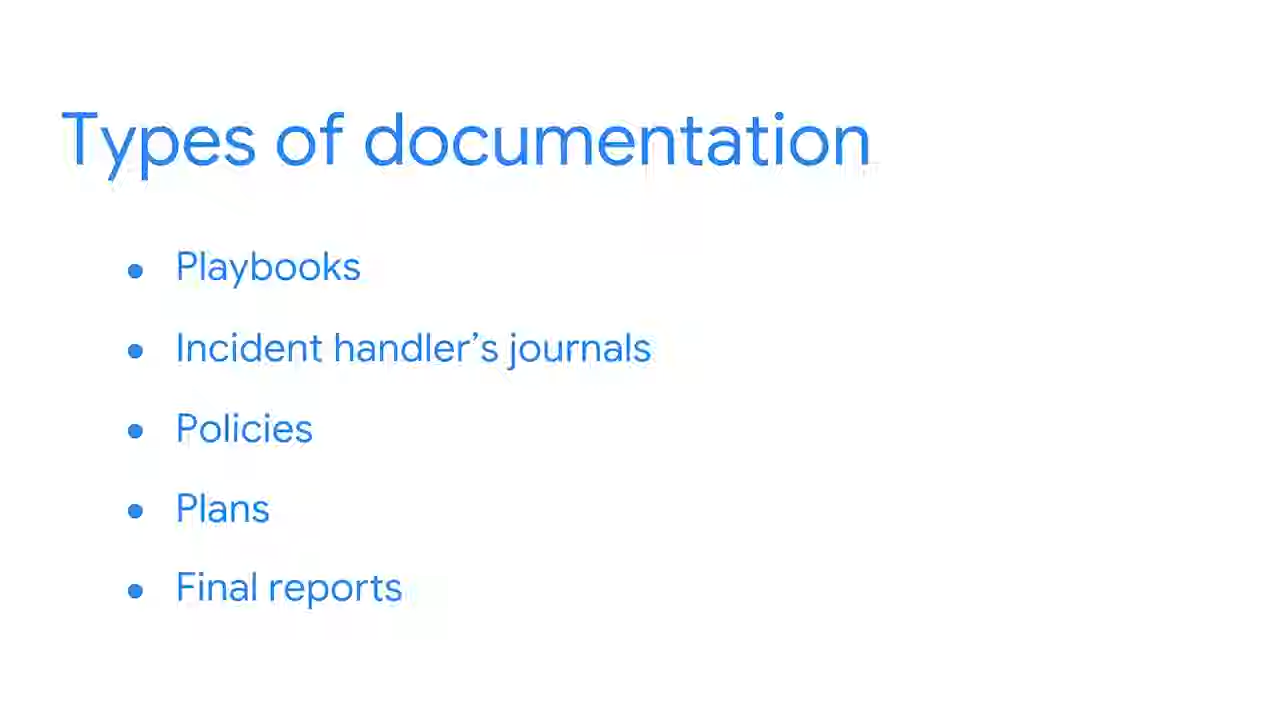 Types of documentation
● Playbooks
● Incident handler’s journals
● Policies
● Plans
● Final reports